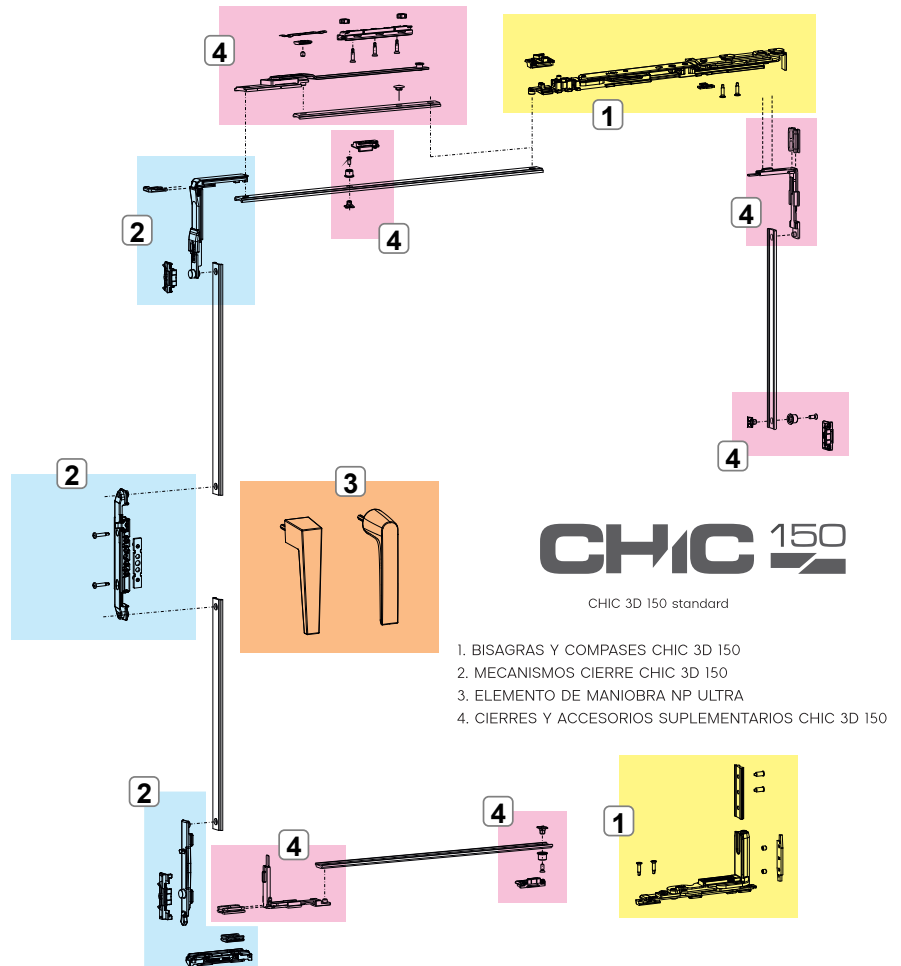 4
1
4
2
4
4
2
3
CHIC 150
CHIC 3D 150 standard
1. BISAGRAS Y COMPASES CHIC 3D 150
2. MECANISMOS CIERRE CHIC 3D 150
3. ELEMENTO DE MANIOBRA NP ULTRA
4. CIERRES Y ACCESORIOS SUPLEMENTARIOS CHIC 3D 150
2
4
4
1